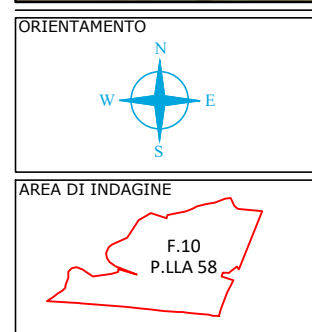 ORIENTAMENTO
N
W E
S
AREA DI INDAGINE
F.10
P.LLA 58